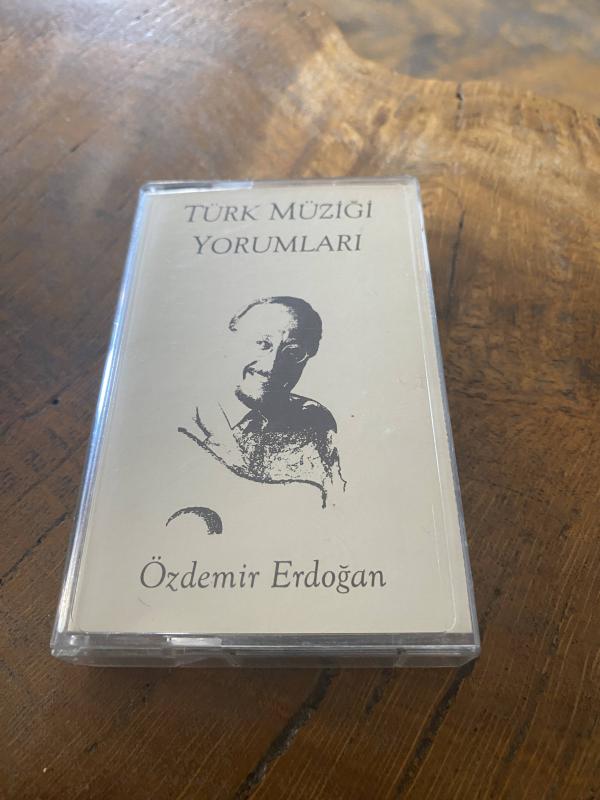 TÜRK MÜZİĞİ
YORUMLARI
Özdemir Erdoğan